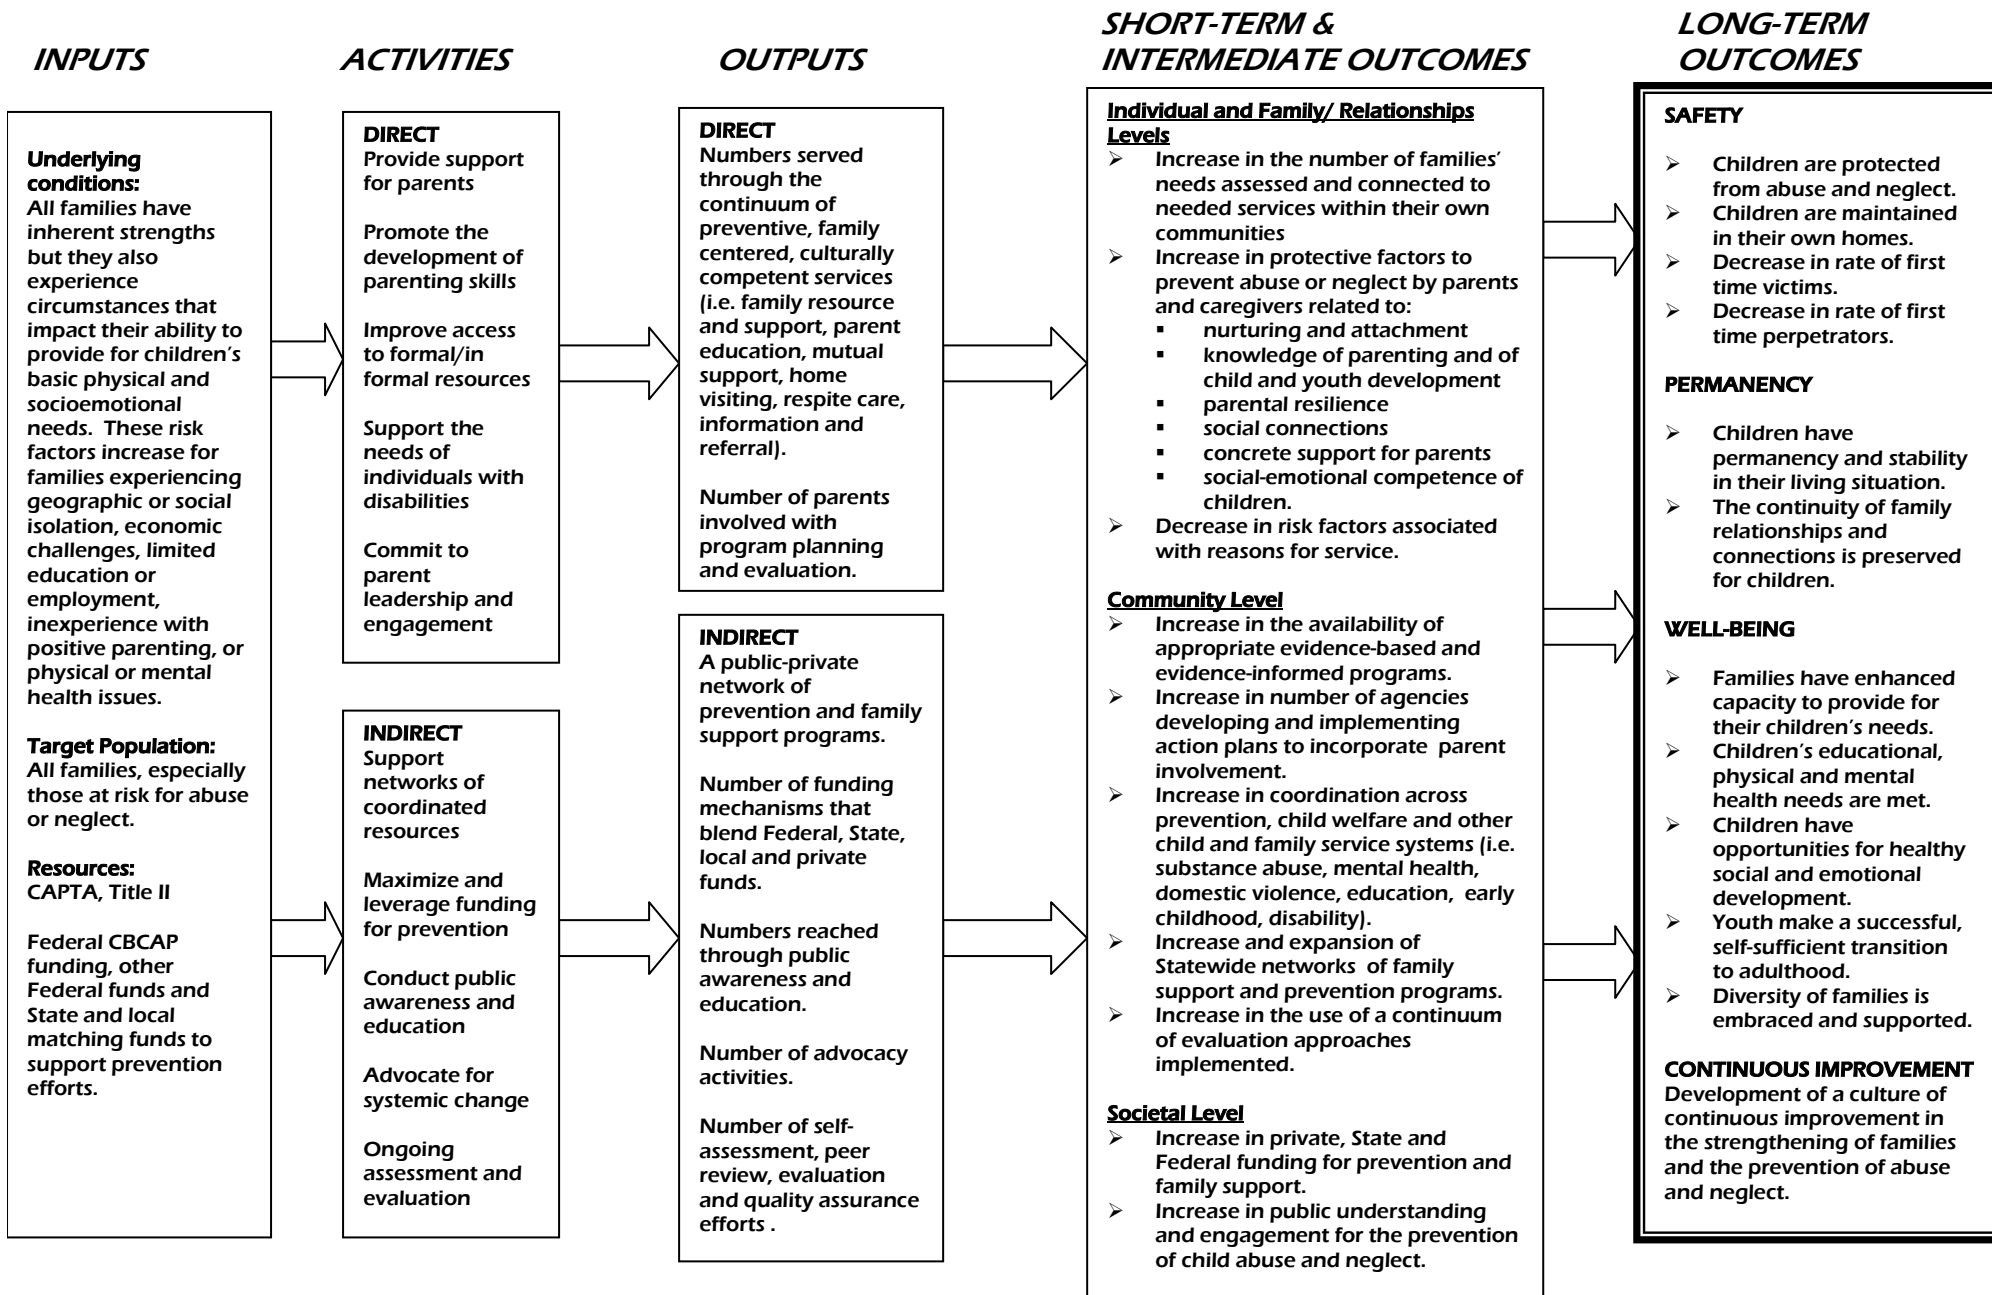 INPUTS
ACTIVITIES
OUTPUTS
SHORT-TERM &
INTERMEDIATE OUTCOMES
LONG-TERM
OUTCOMES
Underlying
conditions:
All families have
inherent strengths
but they also
experience
circumstances that
impact their ability to
provide for children's
basic physical and
socioemotional
needs. These risk
factors increase for
families experiencing
geographic or social
isolation, economic
challenges, limited
education or
employment,
inexperience with
positive parenting, or
physical or mental
health issues.
Target Population:
All families, especially
those at risk for abuse
or neglect.
Resources:
CAPTA, Title II
Federal CBCAP
funding, other
Federal funds and
State and local
matching funds to
support prevention
efforts.
DIRECT
Provide support
for parents
Promote the
development of
parenting skills
Improve access
to formal/in
formal resources
Support the
needs of
individuals with
disabilities
Commit to
parent
leadership and
engagement
INDIRECT
Support
networks of
coordinated
resources
Maximize and
leverage funding
for prevention
Conduct public
awareness and
education
Advocate for
systemic change
Ongoing
assessment and
evaluation
DIRECT
Numbers served
through the
continuum of
preventive, family
centered, culturally
competent services
(i.e. family resource
and support, parent
education, mutual
support, home
visiting, respite care,
information and
referral).
Number of parents
involved with
program planning
and evaluation.
INDIRECT
A public-private
network of
prevention and family
support programs.
Number of funding
mechanisms that
blend Federal, State,
local and private
funds.
Numbers reached
through public
awareness and
education.
Number of advocacy
activities.
Number of self-
assessment, peer
review, evaluation
and quality assurance
efforts .
Individual and Family/ Relationships
Levels
➢ Increase in the number of families'
needs assessed and connected to
needed services within their own
communities
➢ Increase in protective factors to
prevent abuse or neglect by parents
and caregivers related to:
▪ nurturing and attachment
▪ knowledge of parenting and of
child and youth development
▪ parental resilience
▪ social connections
▪ concrete support for parents
▪ social-emotional competence of
children.
➢ Decrease in risk factors associated
with reasons for service.
Community Level
➢ Increase in the availability of
appropriate evidence-based and
evidence-informed programs.
➢ Increase in number of agencies
developing and implementing
action plans to incorporate parent
involvement.
➢ Increase in coordination across
prevention, child welfare and other
child and family service systems (i.e.
substance abuse, mental health,
domestic violence, education, early
childhood, disability).
➢ Increase and expansion of
Statewide networks of family
support and prevention programs.
➢ Increase in the use of a continuum
of evaluation approaches
implemented.
Societal Level
➢ Increase in private, State and
Federal funding for prevention and
family support.
➢ Increase in public understanding
and engagement for the prevention
of child abuse and neglect.
SAFETY
➢ Children are protected
from abuse and neglect.
➢ Children are maintained
in their own homes.
➢ Decrease in rate of first
time victims.
➢ Decrease in rate of first
time perpetrators.
PERMANENCY
➢ Children have
permanency and stability
in their living situation.
➢ The continuity of family
relationships and
connections is preserved
for children.
WELL-BEING
➢ Families have enhanced
capacity to provide for
their children's needs.
➢ Children's educational,
physical and mental
health needs are met.
➢ Children have
opportunities for healthy
social and emotional
development.
➢ Youth make a successful,
self-sufficient transition
to adulthood.
➢ Diversity of families is
embraced and supported.
CONTINUOUS IMPROVEMENT
Development of a culture of
continuous improvement in
the strengthening of families
and the prevention of abuse
and neglect.